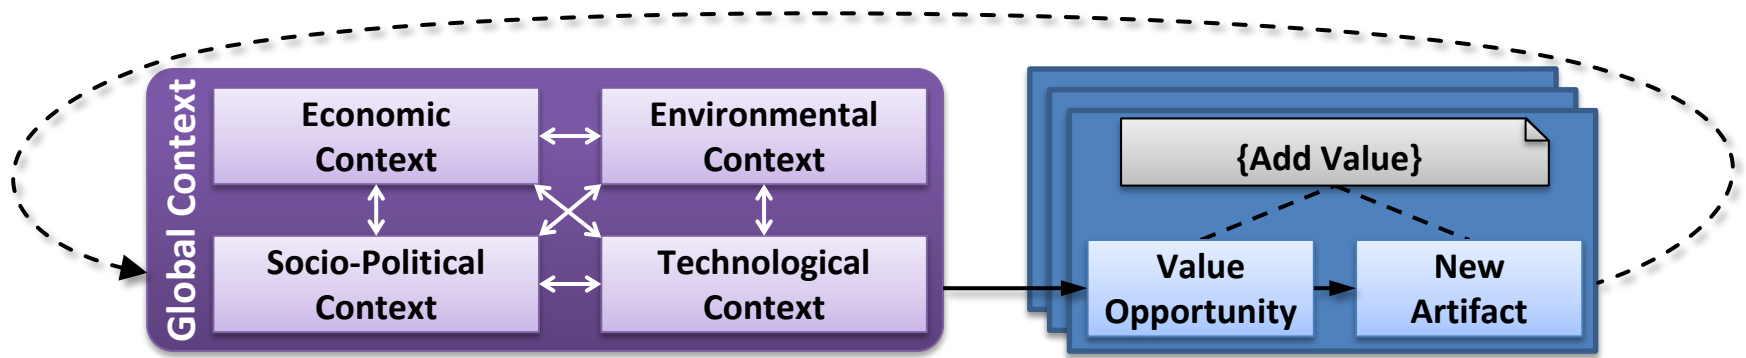 Global Context
Economic
Context
Environmental
Context
Socio-Political
Context
Technological
Context
{Add Value}
Value
Opportunity
New
Artifact